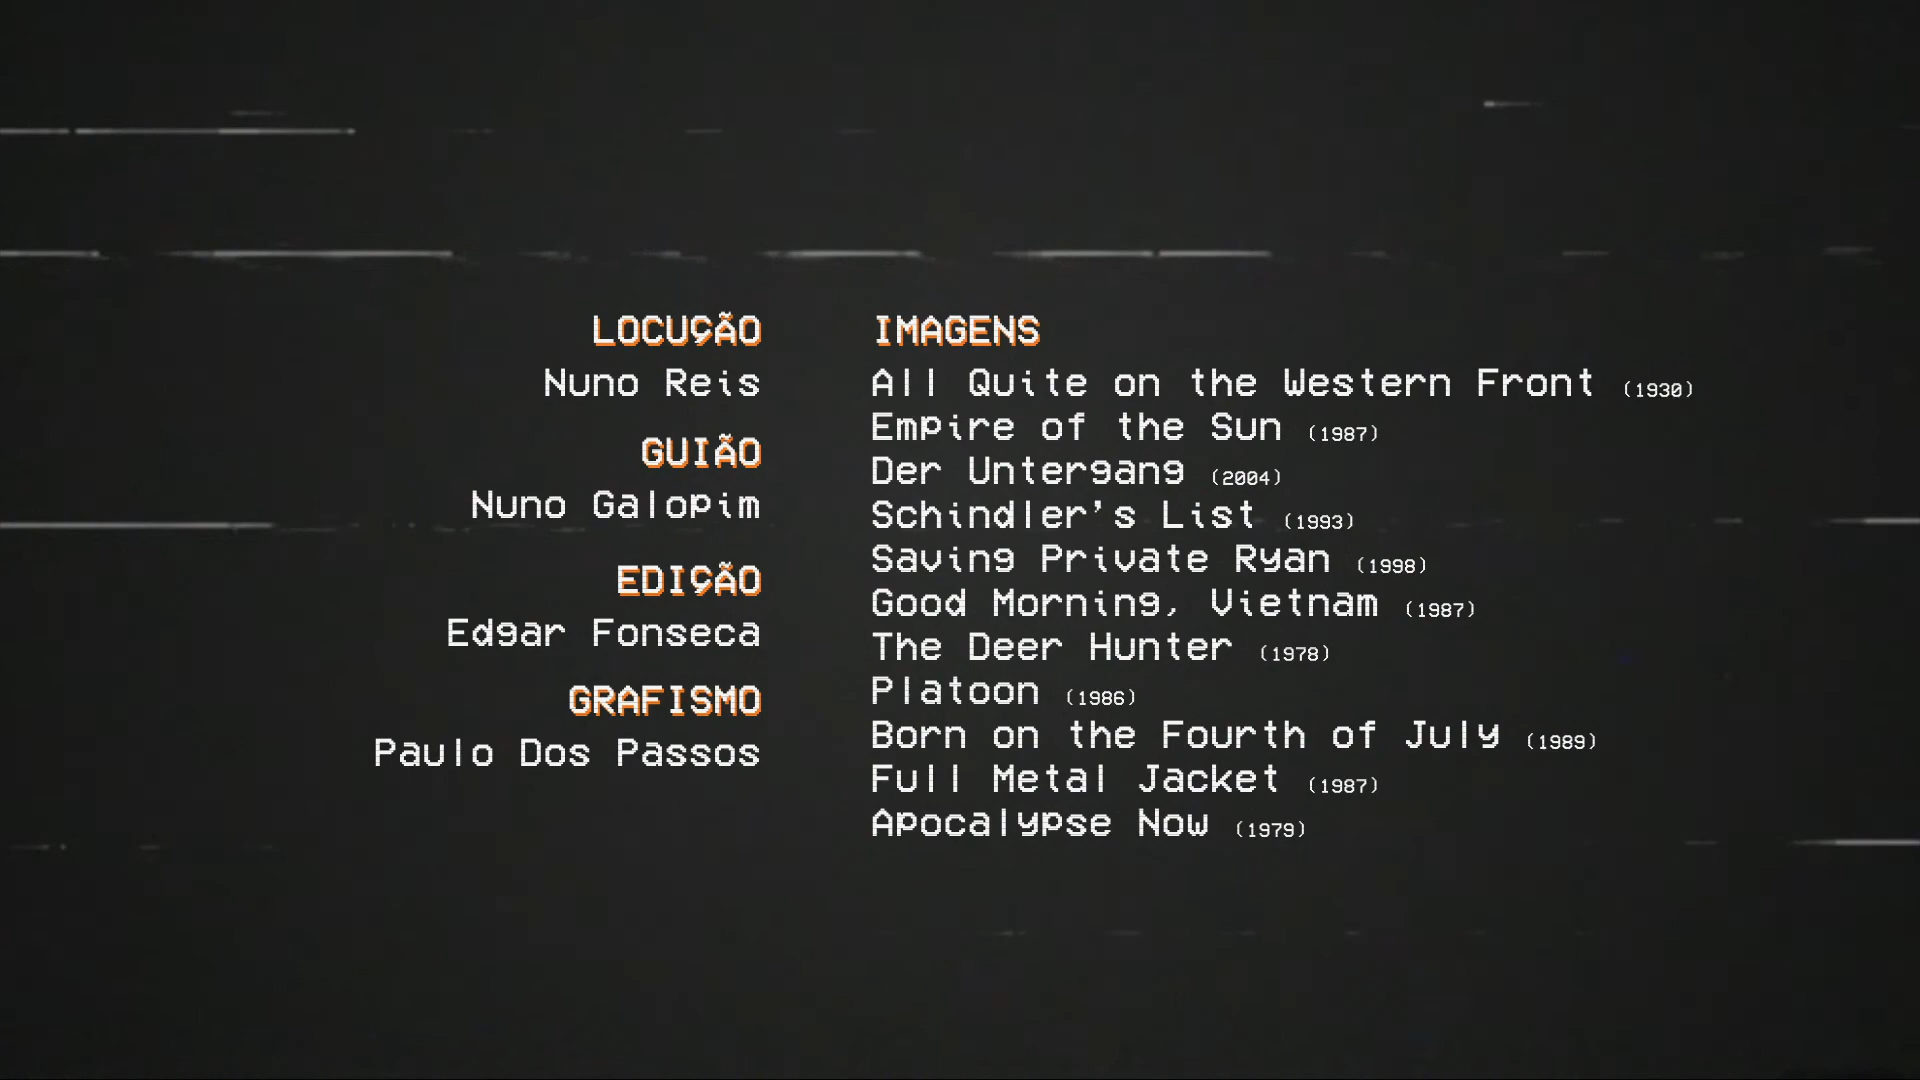 LOCUÇÃO
Nuno Reis
GUIÃO
Nuno Galopim
EDIÇÃO
Edgar Fonseca
GRAFISMO
Paulo Dos Passos
IMAGENS
All Quite on the Western Front (1930)
Empire of the Sun (1987)
Der Untergang (2004)
Schindler's List (1993)
Saving Private Ryan (1998)
Good Morning, Vietnam (1987)
The Deer Hunter (1978)
Platoon (1986)
Born on the Fourth of July (1989)
Full Metal Jacket (1987)
Apocalypse Now (1979)